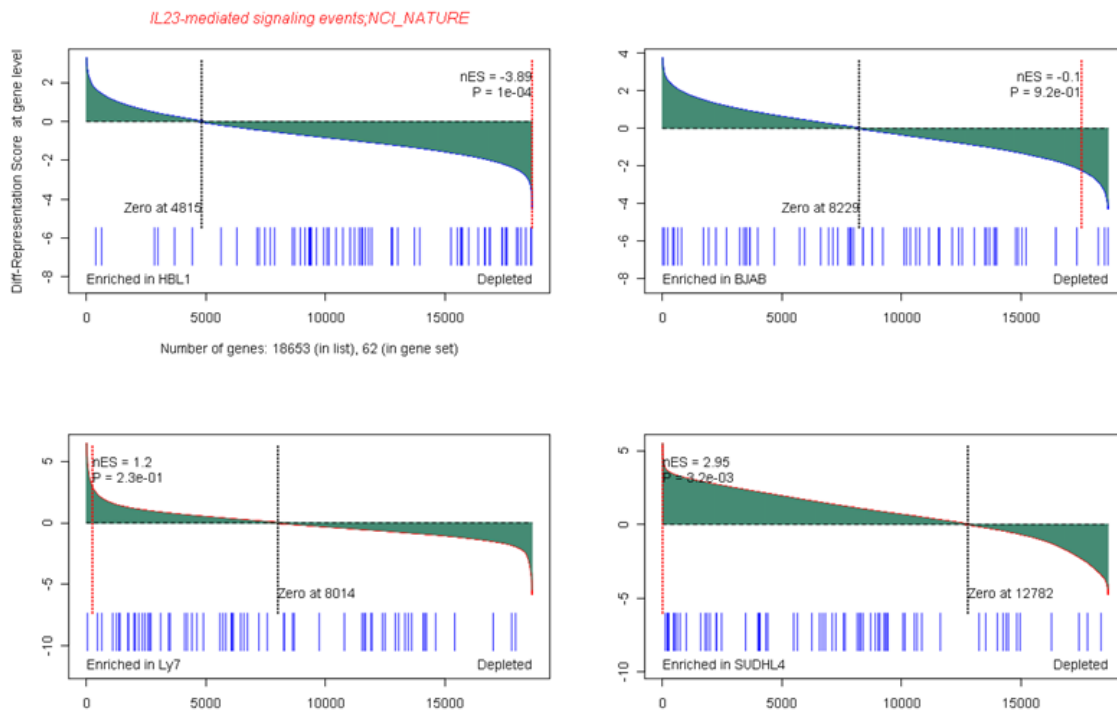 IL23-mediated signaling events;NCI_NATURE
Diff-Representation Score at gene level
2
0
-2
-4
-6
-8
nES = -3.89
P = 1e-04
Zero at 4815
Enriched in HBL1
Depleted
0
5000
10000
15000
Number of genes: 18653 (in list), 62 (in gene set)
4
2
0
-2
-4
-6
-8
nES = -0.1
P = 9.2e-01
Zero at 8229
Enriched in BJAB
Depleted
0
5000
10000
15000
5
0
-5
-10
nES = 1.2
P = 2.3e-01
Zero at 8014
Enriched in Ly7
Depleted
0
5000
10000
15000
5
0
-5
-10
nES = 2.95
P = 3.2e-03
Zero at 12782
Enriched in SUDHL4
Depleted
0
5000
10000
15000